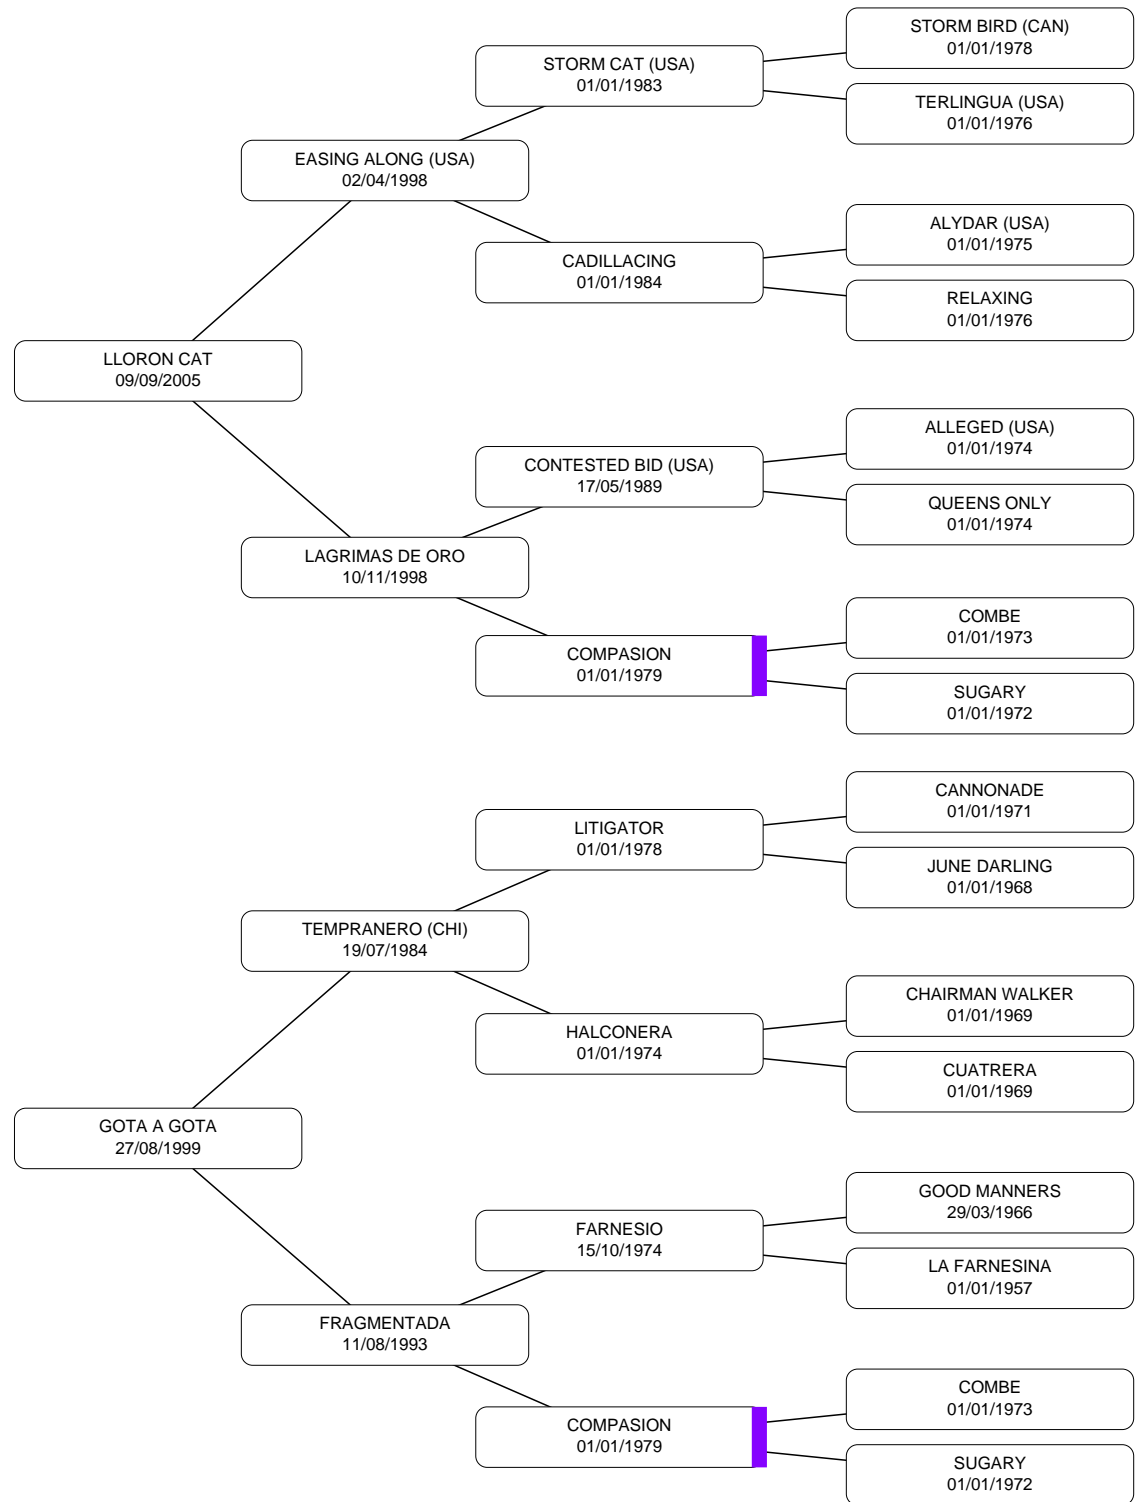 STORM BIRD (CAN)
01/01/1978
STORM CAT (USA)
01/01/1983
TERLINGUA (USA)
01/01/1976
EASING ALONG (USA)
02/04/1998
ALYDAR (USA)
01/01/1975
CADILLACING
01/01/1984
RELAXING
01/01/1976
LLORON CAT
09/09/2005
ALLEGED (USA)
01/01/1974
CONTESTED BID (USA)
17/05/1989
QUEENS ONLY
01/01/1974
LAGRIMAS DE ORO
10/11/1998
COMBE
01/01/1973
COMPASION
01/01/1979
SUGARY
01/01/1972
CANNONADE
01/01/1971
LITIGATOR
01/01/1978
JUNE DARLING
01/01/1968
TEMPRANERO (CHI)
19/07/1984
CHAIRMAN WALKER
01/01/1969
HALCONERA
01/01/1974
CUATRERA
01/01/1969
GOTA A GOTA
27/08/1999
GOOD MANNERS
29/03/1966
FARNESIO
15/10/1974
LA FARNESINA
01/01/1957
FRAGMENTADA
11/08/1993
COMBE
01/01/1973
COMPASION
01/01/1979
SUGARY
01/01/1972